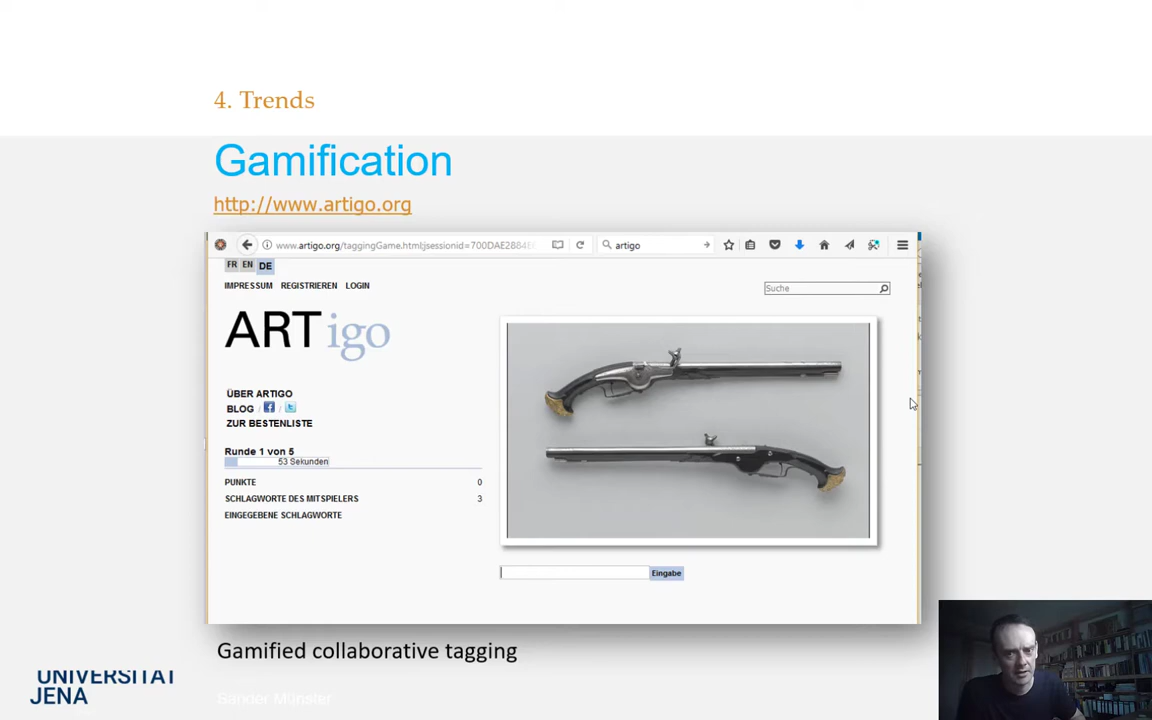 4. Trends
Gamification
http://www.artigo.org
www.artigo.org/taggingGame.html;jsessionid=700DAE2884
artigo
FR EN DE
IMPRESSUM REGISTRIEREN LOGIN
Suche
ARTigo
ÜBER ARTIGO
BLOG / /
ZUR BESTENLISTE
Runde 1 von 5
53 Sekunden
PUNKTE 0
SCHLAGWORTE DES MITSPIELERS 3
EINGEGEBENE SCHLAGWORTE
Eingabe
Gamified collaborative tagging
UNIVERSITÄT
JENA
Sander Münster